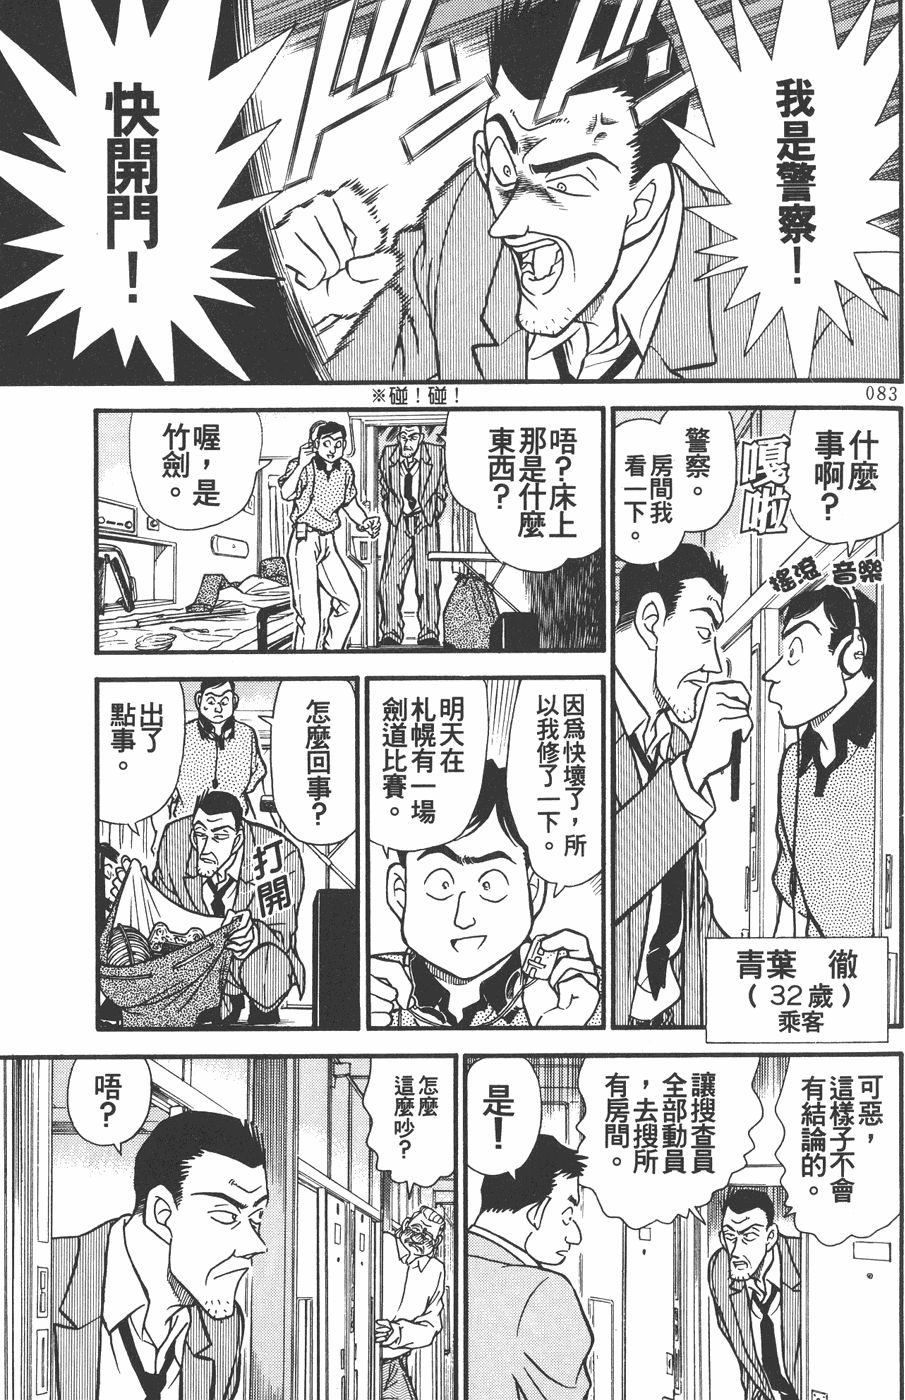 我是警察！
快開門！
ドンドン
※碰！碰！
083
什麼
事啊？
嘎啦
搖滾 音樂
警察。
房間我
看一下。
青葉 徹
（32歲）
乘客
唔？床上
那是什麼
東西？
喔，是
竹劍。
因為快壞了，所
以我修了一下。
明天在
札幌有一場
劍道比賽。
怎麼回事？
打開
出了
點事。
可惡，
這樣子不會
有結論的。
讓搜查員
全部動員
，去搜所
有房間。
是！
怎麼
這麼吵？
唔？